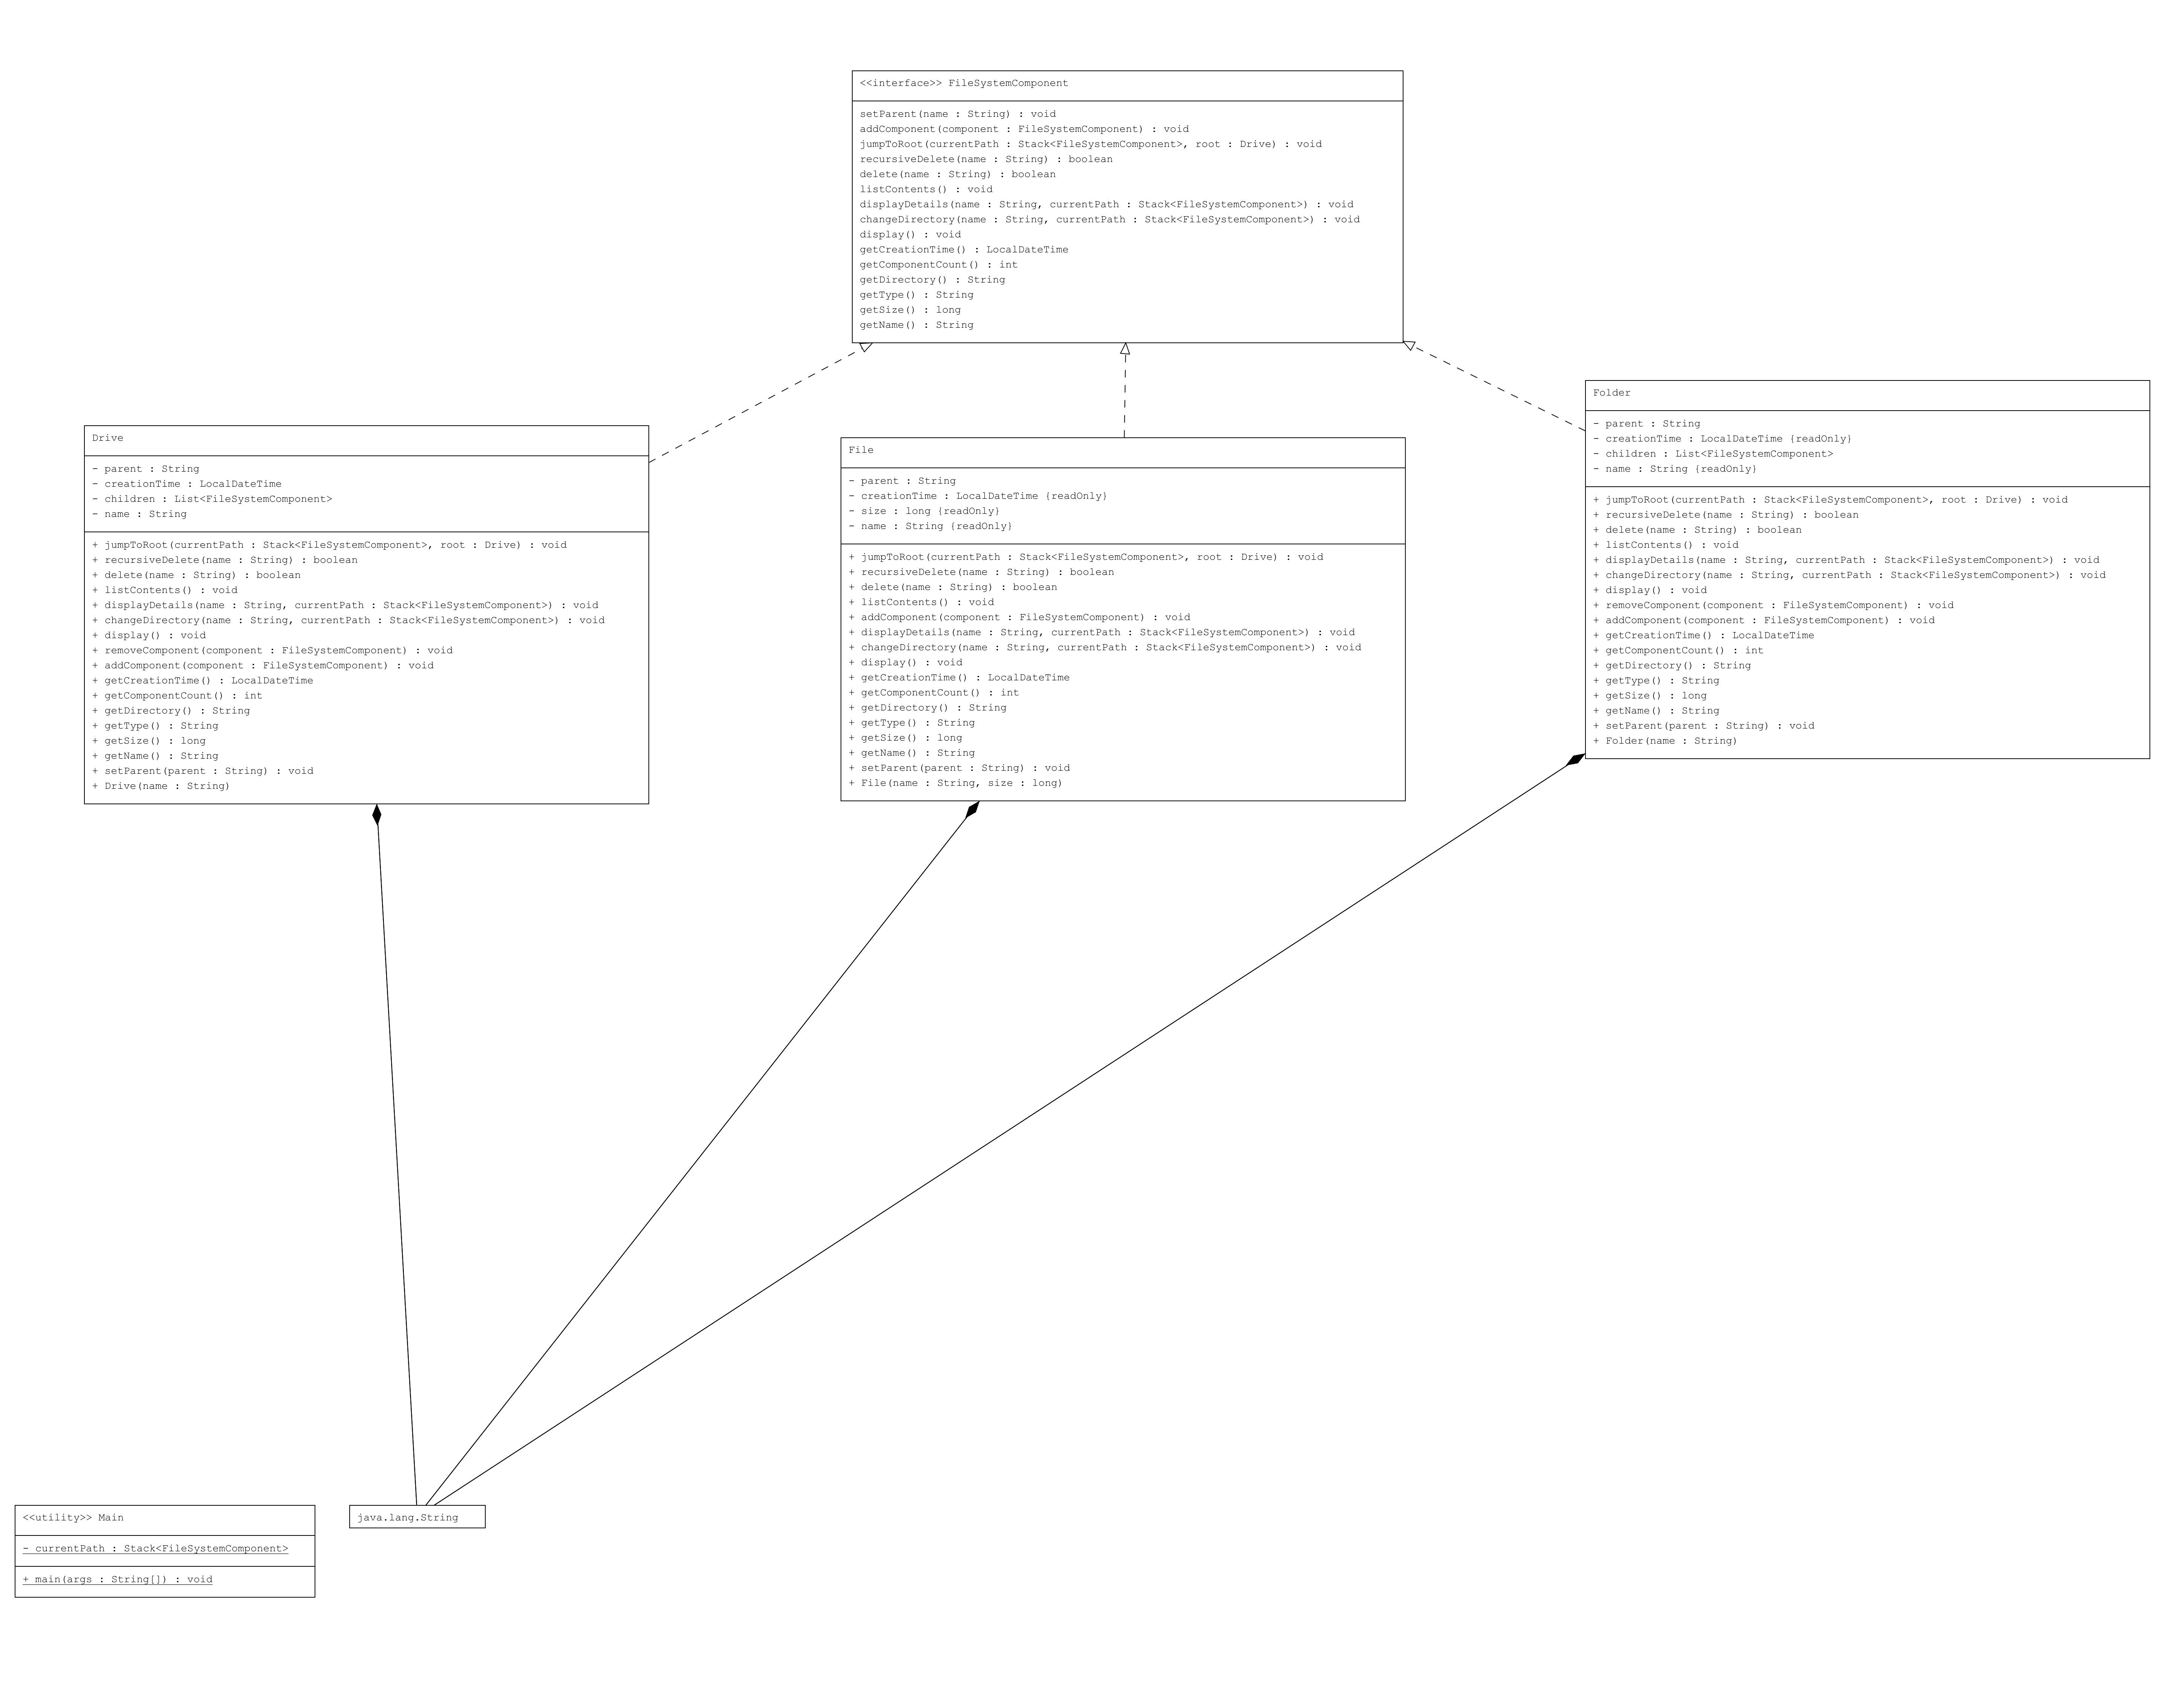 <<interface>> FileSystemComponent
setParent(name : String) : void
addComponent(component : FileSystemComponent) : void
jumpToRoot(currentPath : Stack<FileSystemComponent>, root : Drive) : void
recursiveDelete(name : String) : boolean
delete(name : String) : boolean
listContents() : void
displayDetails(name : String, currentPath : Stack<FileSystemComponent>) : void
changeDirectory(name : String, currentPath : Stack<FileSystemComponent>) : void
display() : void
getCreationTime() : LocalDateTime
getComponentCount() : int
getDirectory() : String
getType() : String
getSize() : long
getName() : String
Drive
- parent : String
- creationTime : LocalDateTime
- children : List<FileSystemComponent>
- name : String
+ jumpToRoot(currentPath : Stack<FileSystemComponent>, root : Drive) : void
+ recursiveDelete(name : String) : boolean
+ delete(name : String) : boolean
+ listContents() : void
+ displayDetails(name : String, currentPath : Stack<FileSystemComponent>) : void
+ changeDirectory(name : String, currentPath : Stack<FileSystemComponent>) : void
+ display() : void
+ removeComponent(component : FileSystemComponent) : void
+ addComponent(component : FileSystemComponent) : void
+ getCreationTime() : LocalDateTime
+ getComponentCount() : int
+ getDirectory() : String
+ getType() : String
+ getSize() : long
+ getName() : String
+ setParent(parent : String) : void
+ Drive(name : String)
File
- parent : String
- creationTime : LocalDateTime {readOnly}
- size : long {readOnly}
- name : String {readOnly}
+ jumpToRoot(currentPath : Stack<FileSystemComponent>, root : Drive) : void
+ recursiveDelete(name : String) : boolean
+ delete(name : String) : boolean
+ listContents() : void
+ addComponent(component : FileSystemComponent) : void
+ displayDetails(name : String, currentPath : Stack<FileSystemComponent>) : void
+ changeDirectory(name : String, currentPath : Stack<FileSystemComponent>) : void
+ display() : void
+ getCreationTime() : LocalDateTime
+ getComponentCount() : int
+ getDirectory() : String
+ getType() : String
+ getSize() : long
+ getName() : String
+ setParent(parent : String) : void
+ File(name : String, size : long)
Folder
- parent : String
- creationTime : LocalDateTime {readOnly}
- children : List<FileSystemComponent>
- name : String {readOnly}
+ jumpToRoot(currentPath : Stack<FileSystemComponent>, root : Drive) : void
+ recursiveDelete(name : String) : boolean
+ delete(name : String) : boolean
+ listContents() : void
+ displayDetails(name : String, currentPath : Stack<FileSystemComponent>) : void
+ changeDirectory(name : String, currentPath : Stack<FileSystemComponent>) : void
+ display() : void
+ removeComponent(component : FileSystemComponent) : void
+ addComponent(component : FileSystemComponent) : void
+ getCreationTime() : LocalDateTime
+ getComponentCount() : int
+ getDirectory() : String
+ getType() : String
+ getSize() : long
+ getName() : String
+ setParent(parent : String) : void
+ Folder(name : String)
<<utility>> Main
- currentPath : Stack<FileSystemComponent>
+ main(args : String[]) : void
java.lang.String